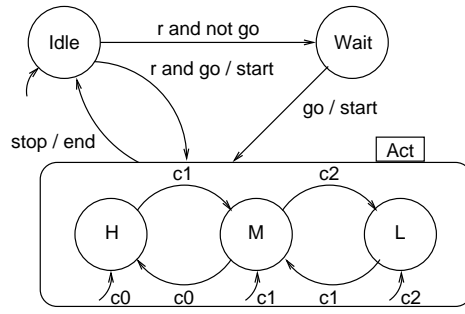 Idle
r and not go
Wait
r and go / start
go / start
stop / end
Act
c1
c2
H
M
L
c0
c0
c1
c1
c2